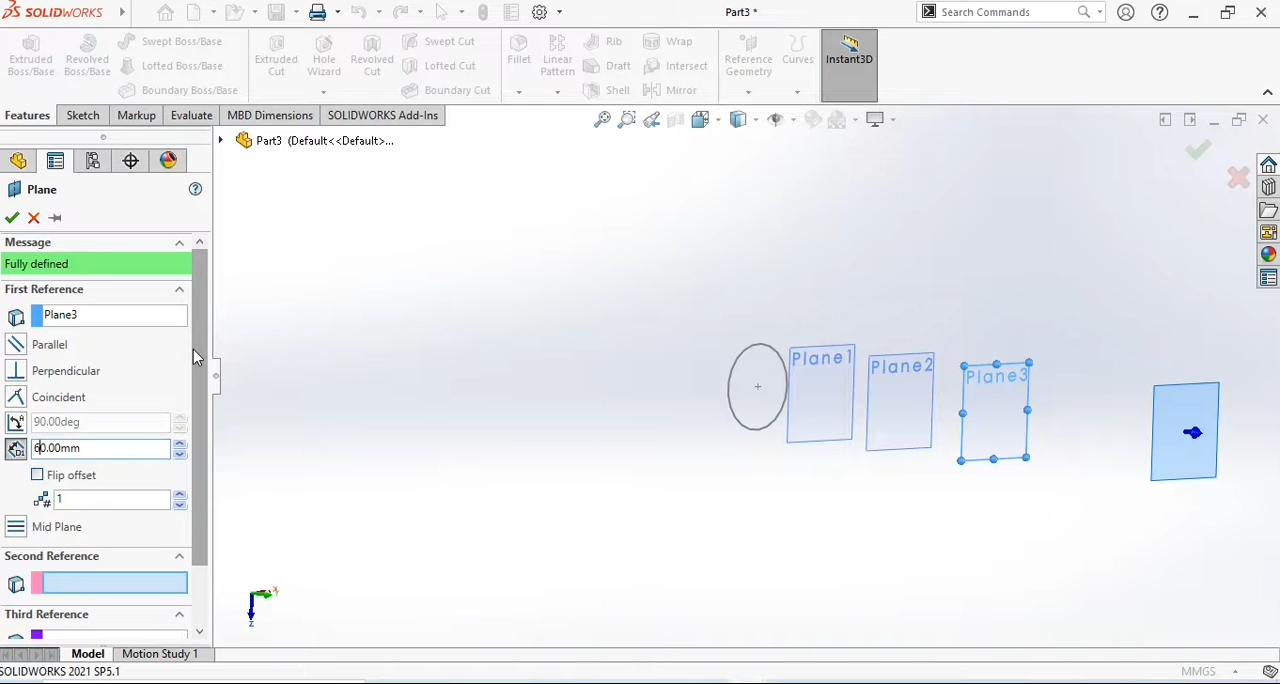 SOLIDWORKS
Part3 *
Search Commands
Extruded Boss/Base
Revolved Boss/Base
Swept Boss/Base
Lofted Boss/Base
Boundary Boss/Base
Extruded Cut
Hole Wizard
Revolved Cut
Swept Cut
Lofted Cut
Boundary Cut
Fillet
Linear Pattern
Rib
Draft
Shell
Wrap
Intersect
Mirror
Reference Geometry
Curves
Instant3D
Features
Sketch
Markup
Evaluate
MBD Dimensions
SOLIDWORKS Add-Ins
Part3 (Default<<Default>...
Plane
Message
Fully defined
First Reference
Plane3
Parallel
Perpendicular
Coincident
90.00deg
60.00mm
Flip offset
1
Mid Plane
Second Reference
Third Reference
Plane1
Plane2
Plane3
X
Z
Model
Motion Study 1
SOLIDWORKS 2021 SP5.1
MMGS